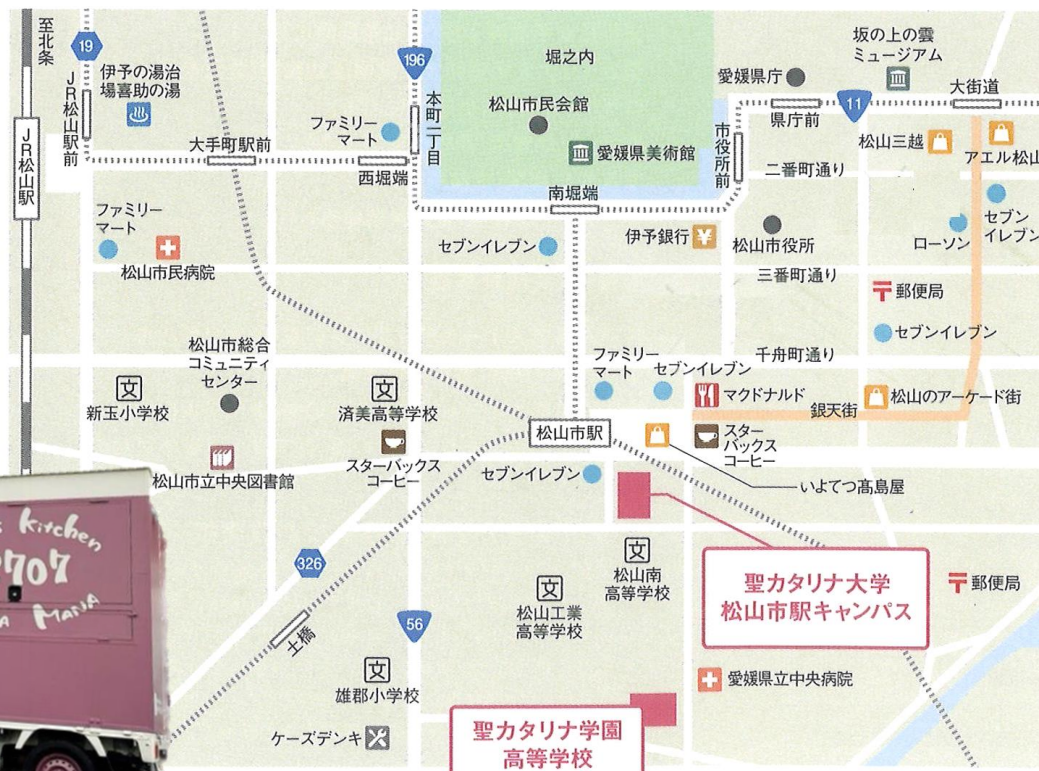 至北条
19
JR松山駅前
伊予の湯治
場喜助の湯
JR松山駅
大手町駅前
ファミリー
マート
196
本町一丁目
西堀端
堀之内
松山市民会館
愛媛県美術館
南堀端
市役所前
愛媛県庁
県庁前
11
坂の上の雲
ミュージアム
大街道
松山三越
アエル松山
二番町通り
セブン
イレブン
ローソン
ファミリー
マート
松山市民病院
セブンイレブン
伊予銀行
松山市役所
三番町通り
郵便局
セブンイレブン
千舟町通り
松山市総合
コミュニティ
センター
新玉小学校
済美高等学校
ファミリー
マート
セブンイレブン
マクドナルド
松山のアーケード街
銀天街
松山市駅
スター
バックス
コーヒー
松山市立中央図書館
スターバックス
コーヒー
セブンイレブン
いよてつ髙島屋
Kitchen
707
MANA
326
土橋
56
松山南
高等学校
松山工業
高等学校
聖カタリナ大学
松山市駅キャンパス
郵便局
雄郡小学校
愛媛県立中央病院
ケーズデンキ
聖カタリナ学園
高等学校